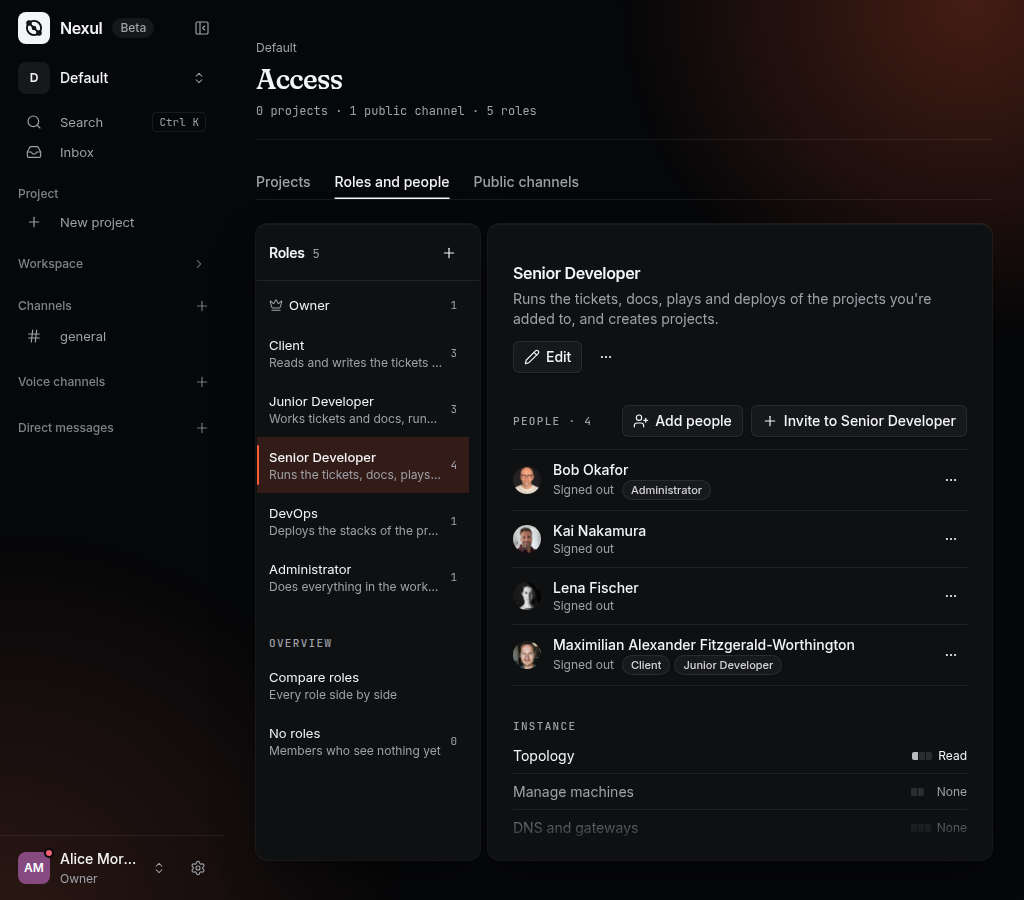 Nexul Beta
D Default
Search Ctrl K
Inbox
Project
New project
Workspace
Channels
general
Voice channels
Direct messages
AM Alice Mor...
Owner
Default
Access
0 projects · 1 public channel · 5 roles
Projects Roles and people Public channels
Roles 5
Owner 1
Client
Reads and writes the tickets ... 3
Junior Developer
Works tickets and docs, run... 3
Senior Developer
Runs the tickets, docs, plays... 4
DevOps
Deploys the stacks of the pr... 1
Administrator
Does everything in the work... 1
OVERVIEW
Compare roles
Every role side by side
No roles
Members who see nothing yet 0
Senior Developer
Runs the tickets, docs, plays and deploys of the projects you're
added to, and creates projects.
Edit
PEOPLE · 4 Add people Invite to Senior Developer
Bob Okafor
Signed out Administrator
Kai Nakamura
Signed out
Lena Fischer
Signed out
Maximilian Alexander Fitzgerald-Worthington
Signed out Client Junior Developer
INSTANCE
Topology Read
Manage machines None
DNS and gateways None